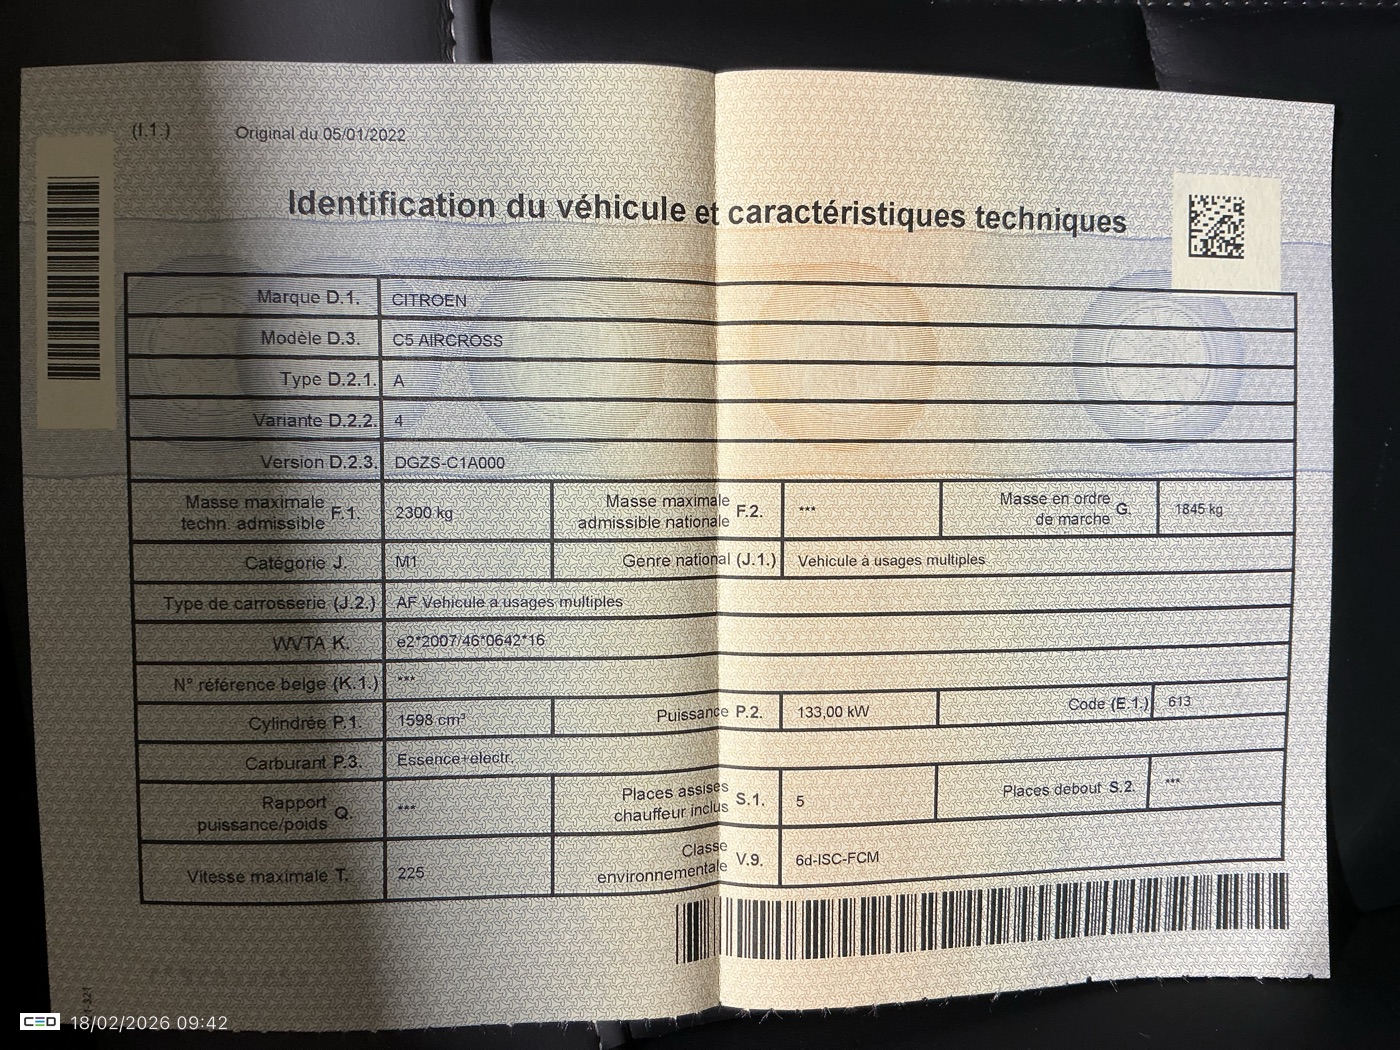 (I.1.) Original du 05/01/2022
Identification du véhicule et caractéristiques techniques
Marque D.1. CITROEN
Modèle D.3. C5 AIRCROSS
Type D.2.1. A
Variante D.2.2. 4
Version D.2.3. DGZS-C1A000
Masse maximale techn. admissible F.1. 2300 kg Masse maximale admissible nationale F.2. *** Masse en ordre de marche G. 1845 kg
Catégorie J. M1 Genre national (J.1.) Vehicule à usages multiples
Type de carrosserie (J.2.) AF Vehicule a usages multiples
WVTA K. e2*2007/46*0642*16
N° référence belge (K.1.) ***
Cylindrée P.1. 1598 cm³ Puissance P.2. 133,00 kW Code (E.1.) 613
Carburant P.3. Essence+electr.
Rapport puissance/poids Q. *** Places assises chauffeur inclus S.1. 5 Places debout S.2. ***
Vitesse maximale T. 225 Classe environnementale V.9. 6d-ISC-FCM
CED 18/02/2026 09:42